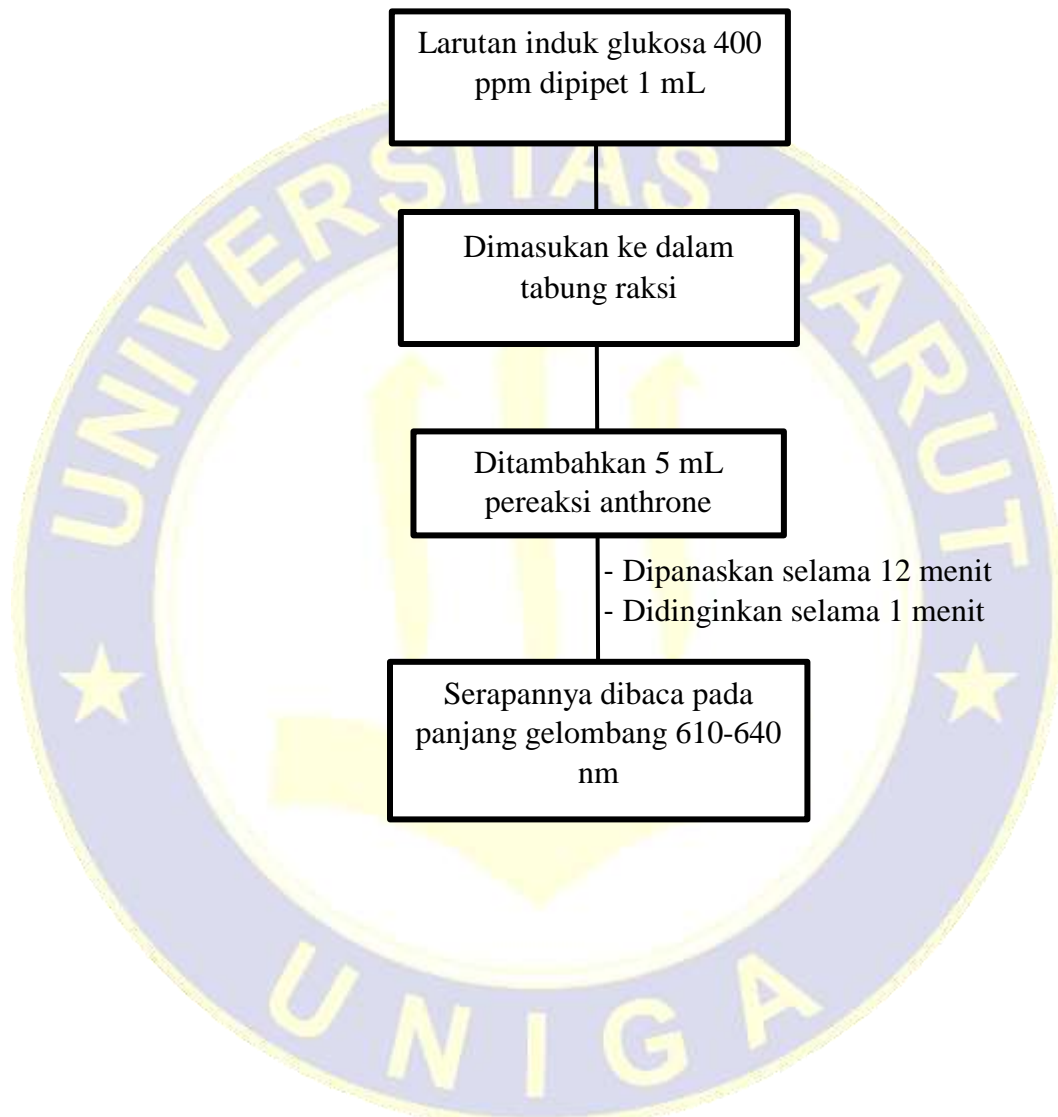 Larutan induk glukosa 400
ppm dipipet 1 mL
Dimasukan ke dalam
tabung raksi
Ditambahkan 5 mL
pereaksi anthrone
- Dipanaskan selama 12 menit
- Didinginkan selama 1 menit
Serapannya dibaca pada
panjang gelombang 610-640
nm
UNIVERSITAS GARUT
UNIGA